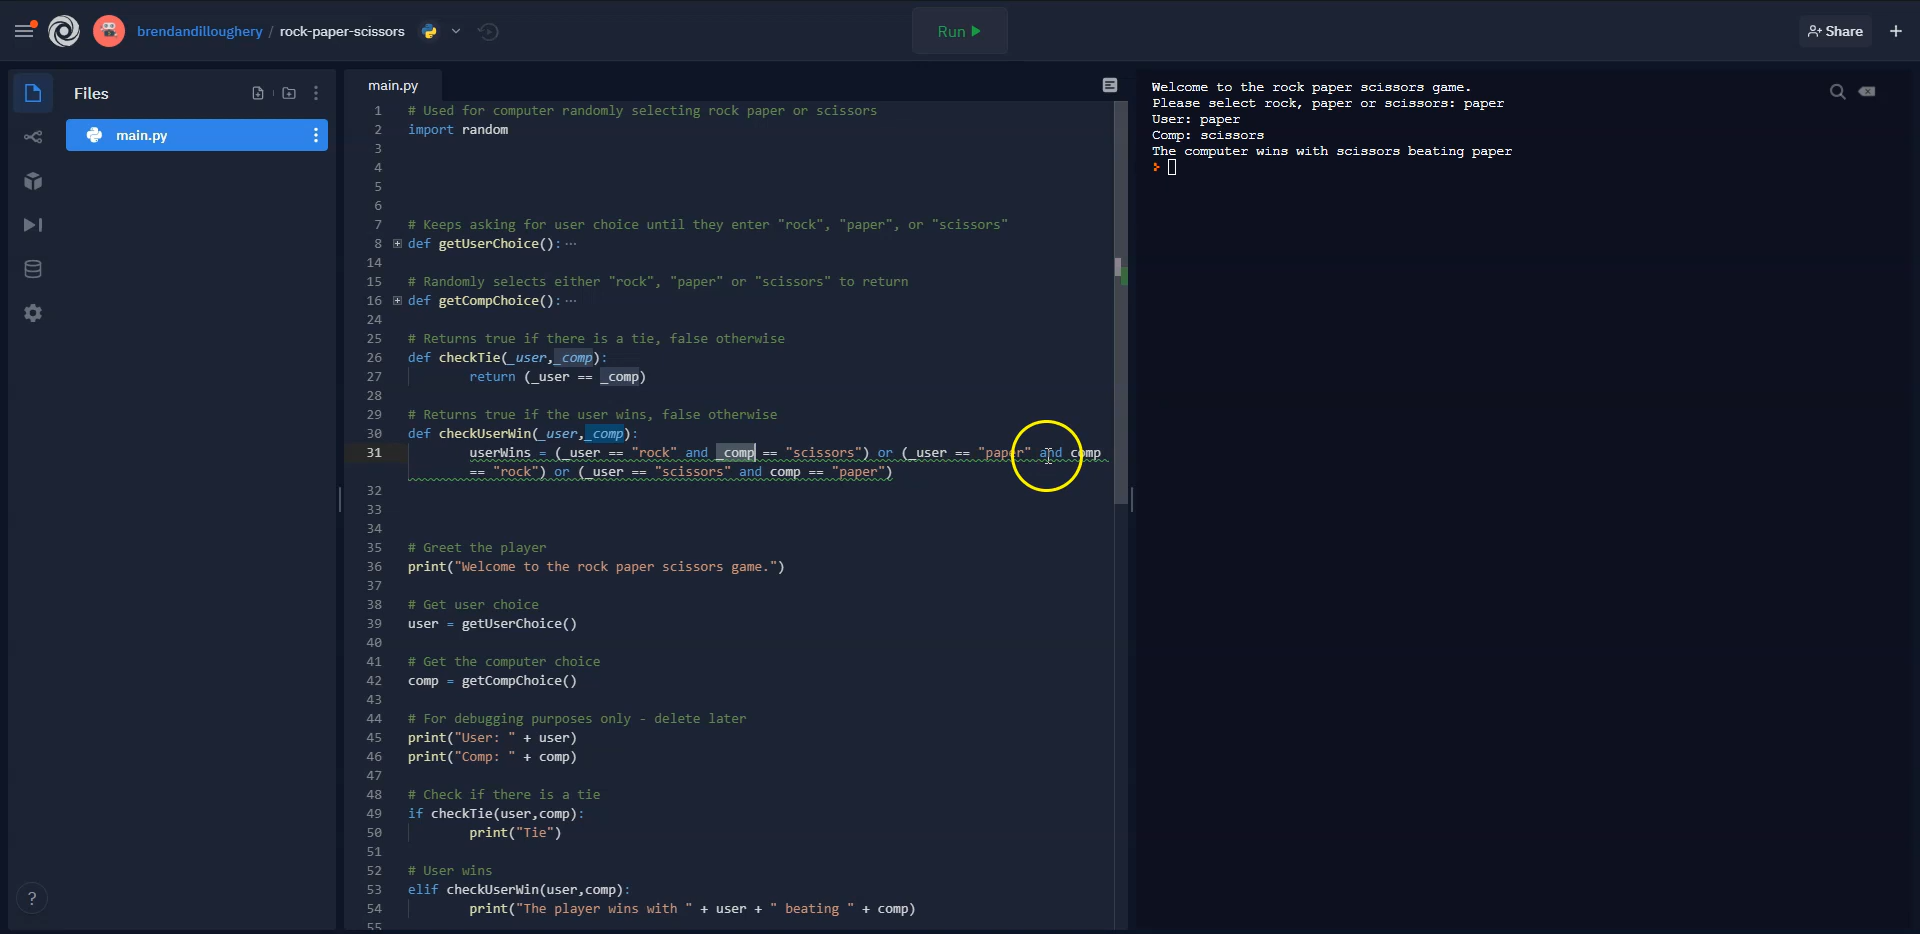 brendandilloughery / rock-paper-scissors
Run
Share
Files
main.py
main.py
1 # Used for computer randomly selecting rock paper or scissors
2 import random
3
4
5
6
7 # Keeps asking for user choice until they enter "rock", "paper", or "scissors"
8 def getUserChoice():
14
15 # Randomly selects either "rock", "paper" or "scissors" to return
16 def getCompChoice():
24
25 # Returns true if there is a tie, false otherwise
26 def checkTie(_user,_comp):
27 return (_user == _comp)
28
29 # Returns true if the user wins, false otherwise
30 def checkUserWin(_user,_comp):
31 userWins = (_user == "rock" and _comp == "scissors") or (_user == "paper" and comp
== "rock") or (_user == "scissors" and comp == "paper")
32
33
34
35 # Greet the player
36 print("Welcome to the rock paper scissors game.")
37
38 # Get user choice
39 user = getUserChoice()
40
41 # Get the computer choice
42 comp = getCompChoice()
43
44 # For debugging purposes only - delete later
45 print("User: " + user)
46 print("Comp: " + comp)
47
48 # Check if there is a tie
49 if checkTie(user,comp):
50 print("Tie")
51
52 # User wins
53 elif checkUserWin(user,comp):
54 print("The player wins with " + user + " beating " + comp)
55
Welcome to the rock paper scissors game.
Please select rock, paper or scissors: paper
User: paper
Comp: scissors
The computer wins with scissors beating paper